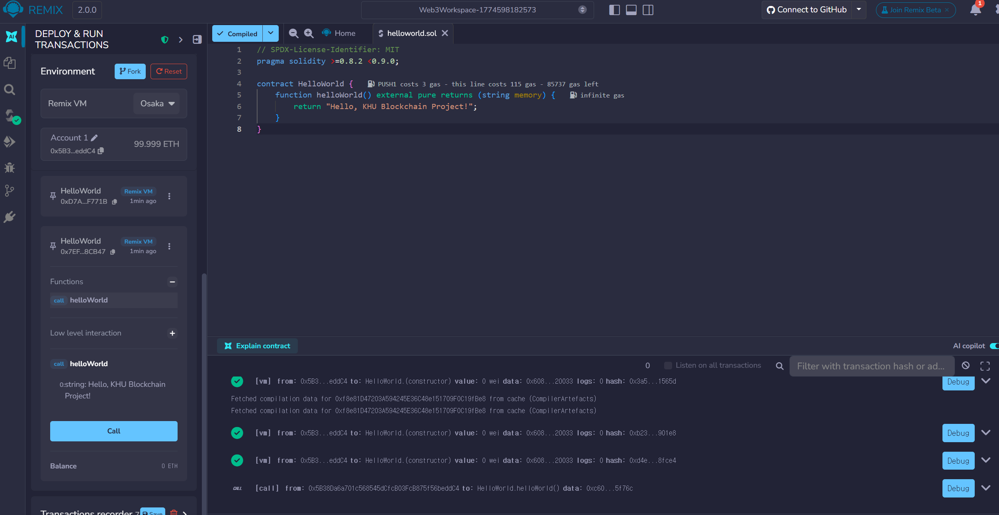 REMIX 2.0.0 Web3Workspace-1774598182573 Connect to GitHub Join Remix Beta × 1
AI
DEPLOY & RUN
TRANSACTIONS
Environment Fork Reset
Remix VM Osaka
Account 1
0x5B3...eddC4
99.999 ETH
HelloWorld Remix VM
0xD7A...F771B 1min ago
HelloWorld Remix VM
0x7EF...8CB47 1min ago
Functions
call helloWorld
Low level interaction
call helloWorld
0:string: Hello, KHU Blockchain
Project!
Call
Balance 0 ETH
Transactions recorder 7 Save
Compiled Home helloworld.sol
1 // SPDX-License-Identifier: MIT
2 pragma solidity >=0.8.2 <0.9.0;
3
4 contract HelloWorld { PUSH1 costs 3 gas - this line costs 115 gas - 85737 gas left
5 function helloWorld() external pure returns (string memory) { infinite gas
6 return "Hello, KHU Blockchain Project!";
7 }
8 }
Explain contract AI copilot
0 Listen on all transactions Filter with transaction hash or ad...
[vm] from: 0x5B3...eddC4 to: HelloWorld.(constructor) value: 0 wei data: 0x608...20033 logs: 0 hash: 0x3a5...1565d Debug
Fetched compilation data for 0xf8e81D47203A594245E36C48e151709F0C19fBe8 from cache (CompilerArtefacts)
Fetched compilation data for 0xf8e81D47203A594245E36C48e151709F0C19fBe8 from cache (CompilerArtefacts)
[vm] from: 0x5B3...eddC4 to: HelloWorld.(constructor) value: 0 wei data: 0x608...20033 logs: 0 hash: 0xb23...901e8 Debug
[vm] from: 0x5B3...eddC4 to: HelloWorld.(constructor) value: 0 wei data: 0x608...20033 logs: 0 hash: 0xd4e...8fce4 Debug
CALL [call] from: 0x5B38Da6a701c568545dCfcB03FcB875f56beddC4 to: HelloWorld.helloWorld() data: 0xc60...5f76c Debug